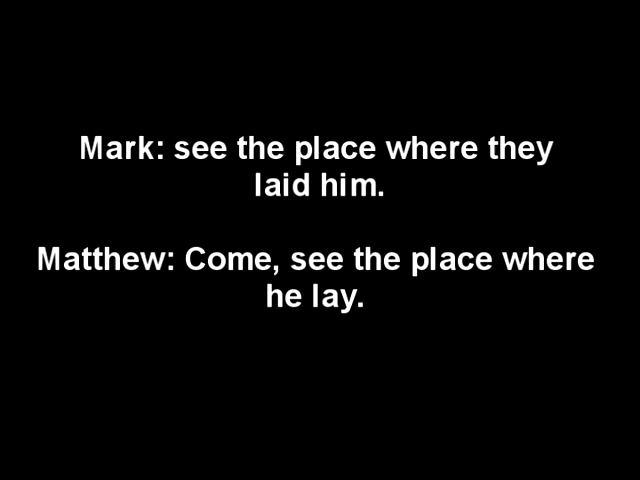 Mark: see the place where they
laid him.
Matthew: Come, see the place where
he lay.